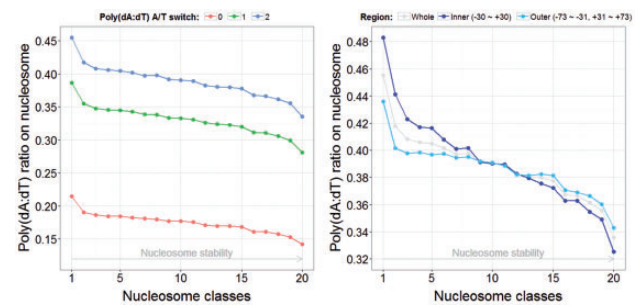 Poly(dA:dT) A/T switch: 0 1 2
Poly(dA:dT) ratio on nucleosome
0.45
0.40
0.35
0.30
0.25
0.20
0.15
Nucleosome stability
1 5 10 15 20
Nucleosome classes
Region: Whole Inner (-30 ~ +30) Outer (-73 ~ -31, +31 ~ +73)
Poly(dA:dT) ratio on nucleosome
0.48
0.46
0.44
0.42
0.40
0.38
0.36
0.34
0.32
Nucleosome stability
1 5 10 15 20
Nucleosome classes